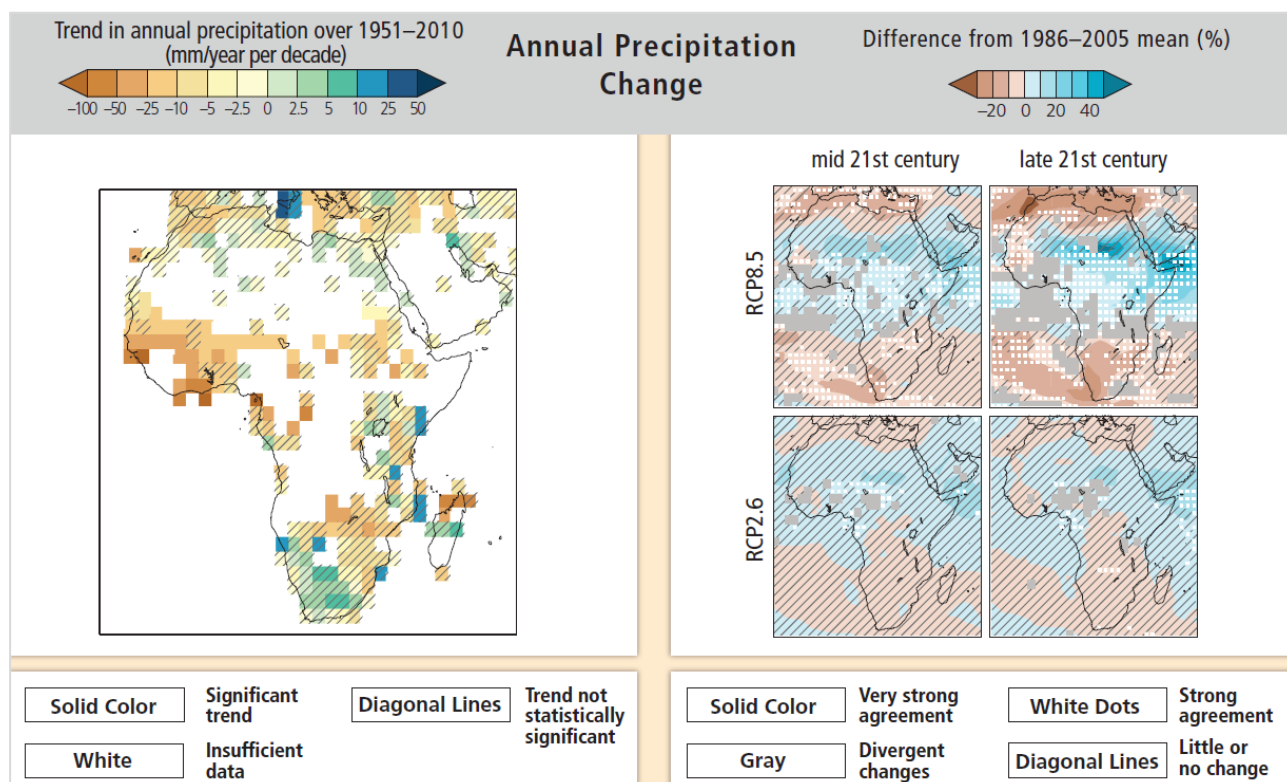 Trend in annual precipitation over 1951–2010
(mm/year per decade)
–100 –50 –25 –10 –5 –2.5 0 2.5 5 10 25 50
Annual Precipitation
Change
Difference from 1986–2005 mean (%)
–20 0 20 40
mid 21st century
late 21st century
RCP8.5
RCP2.6
Solid Color
Significant
trend
Diagonal Lines
Trend not
statistically
significant
White
Insufficient
data
Solid Color
Very strong
agreement
White Dots
Strong
agreement
Gray
Divergent
changes
Diagonal Lines
Little or
no change